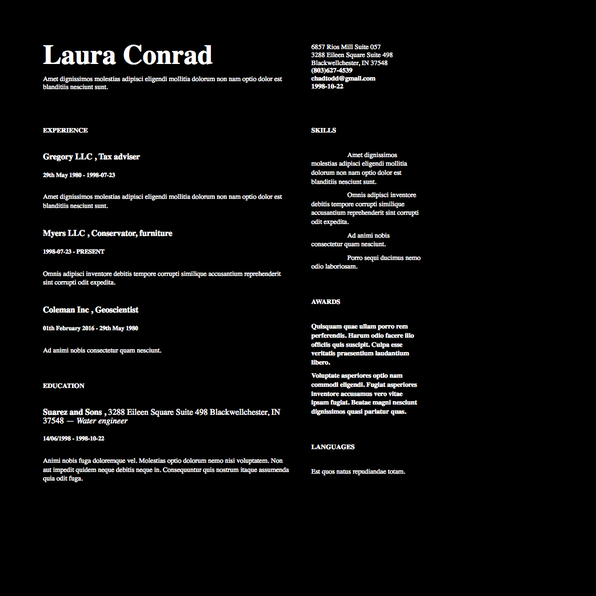 Laura Conrad
Amet dignissimos molestias adipisci eligendi mollitia dolorum non nam optio dolor est
blanditiis nesciunt sunt.
6857 Rios Mill Suite 057
3288 Eileen Square Suite 498
Blackwellchester, IN 37548
(803)627-4539
chadtodd@gmail.com
1998-10-22
EXPERIENCE
Gregory LLC , Tax adviser
29th May 1980 - 1998-07-23
Amet dignissimos molestias adipisci eligendi mollitia dolorum non nam optio dolor est
blanditiis nesciunt sunt.
Myers LLC , Conservator, furniture
1998-07-23 - PRESENT
Omnis adipisci inventore debitis tempore corrupti similique accusantium reprehenderit
sint corrupti odit expedita.
Coleman Inc , Geoscientist
01th February 2016 - 29th May 1980
Ad animi nobis consectetur quam nesciunt.
EDUCATION
Suarez and Sons , 3288 Eileen Square Suite 498 Blackwellchester, IN
37548 — Water engineer
14/06/1998 - 1998-10-22
Animi nobis fuga doloremque vel. Molestias optio dolorum nemo nisi voluptatem. Non
aut impedit quidem neque debitis neque in. Consequuntur quis nostrum itaque assumenda
quia odit fuga.
SKILLS
Amet dignissimos
molestias adipisci eligendi mollitia
dolorum non nam optio dolor est
blanditiis nesciunt sunt.
Omnis adipisci inventore
debitis tempore corrupti similique
accusantium reprehenderit sint corrupti
odit expedita.
Ad animi nobis
consectetur quam nesciunt.
Porro sequi ducimus nemo
odio laboriosam.
AWARDS
Quisquam quae ullam porro rem
perferendis. Harum odio facere illo
officiis quis suscipit. Culpa esse
veritatis praesentium laudantium
libero.
Voluptate asperiores optio nam
commodi eligendi. Fugiat asperiores
inventore accusamus vero vitae
ipsam fugiat. Beatae magni nesciunt
dignissimos quasi pariatur quas.
LANGUAGES
Est quos natus repudiandae totam.